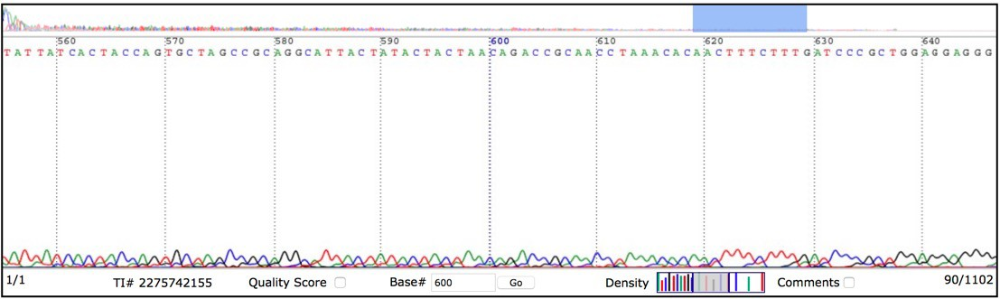 560 570 580 590 600 610 620 630 640
TATTATCACTACCAGTGCTAGCCGCAGGCATTACTATACTACTAACAGACCGCAACCTAAACACAACTTTCTTTGATCCCGCTGGAGGAGGG
1/1 TI# 2275742155 Quality Score Base# 600 Go Density Comments 90/1102